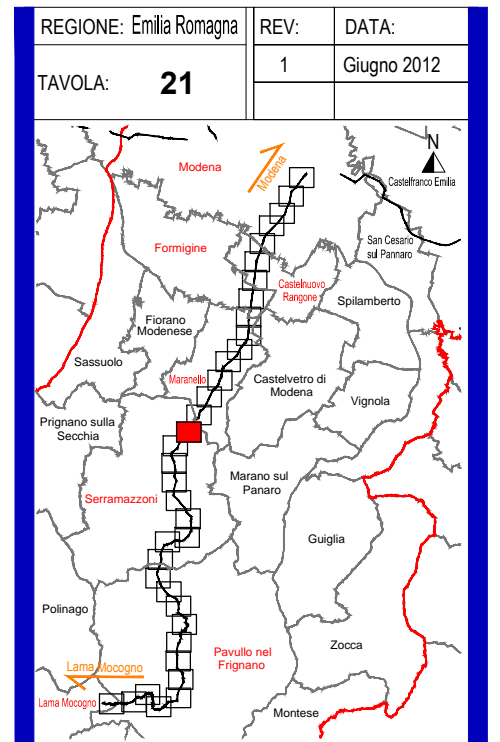 REGIONE: Emilia Romagna
REV:
DATA:
TAVOLA: 21
1
Giugno 2012
N
Modena
Modena
Castelfranco Emilia
San Cesario
sul Pannaro
Formigine
Castelnuovo
Rangone
Spilamberto
Fiorano
Modenese
Sassuolo
Maranello
Castelvetro di
Modena
Vignola
Prignano sulla
Secchia
Marano sul
Panaro
Serramazzoni
Guiglia
Polinago
Zocca
Pavullo nel
Frignano
Lama Mocogno
Lama Mocogno
Montese